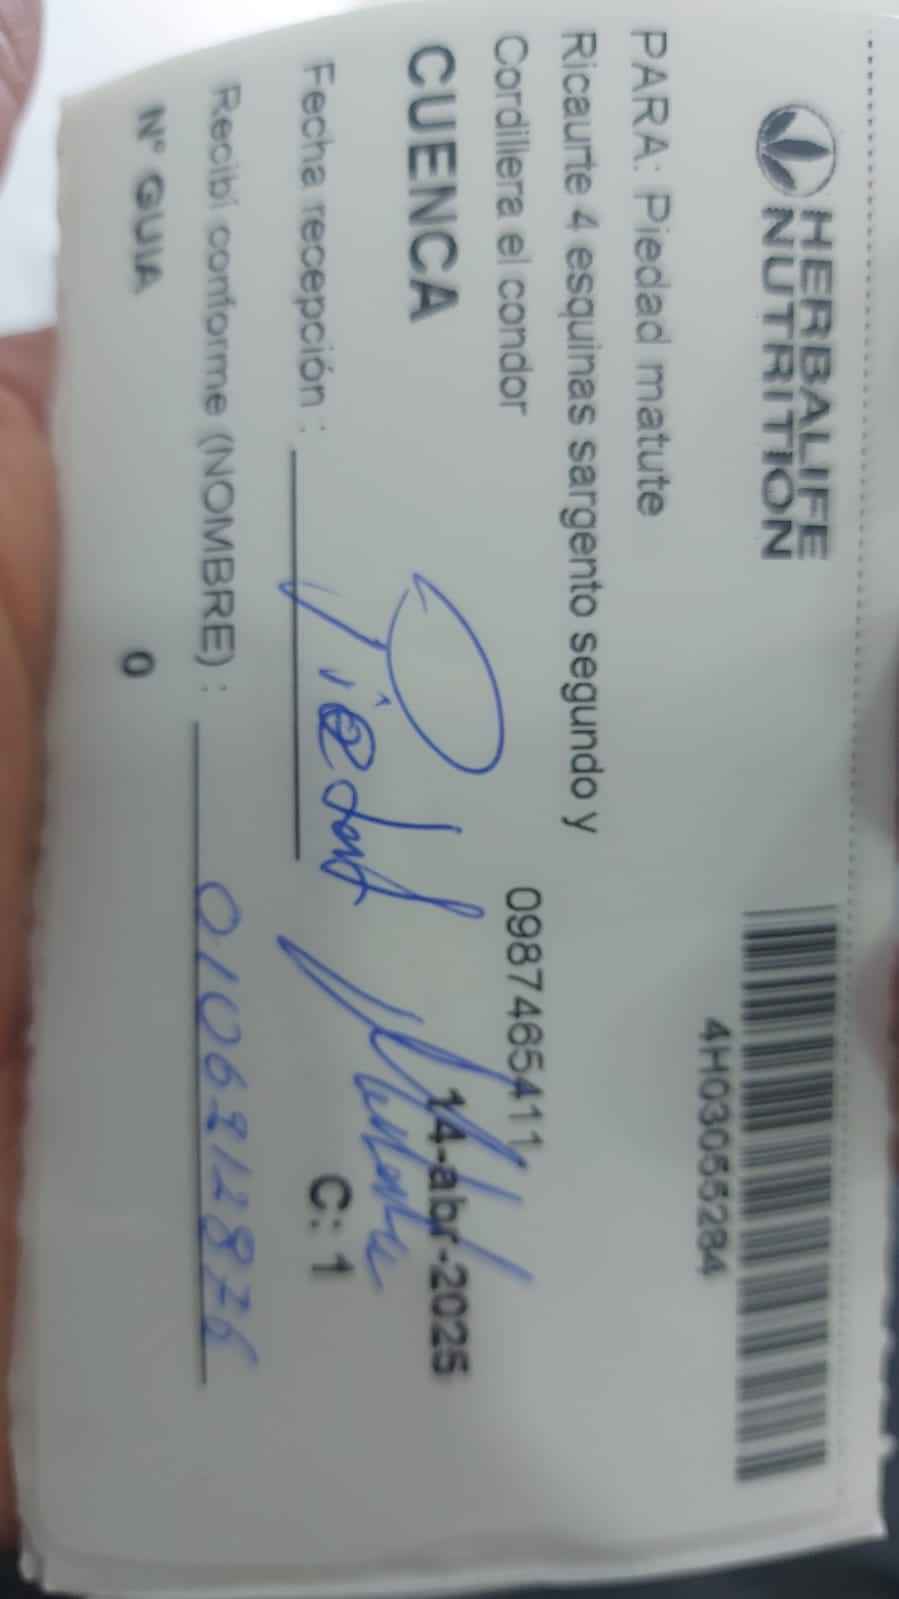 HERBALIFE
NUTRITION
4H03055284
PARA: Piedad matute
Ricaurte 4 esquinas sargento segundo y
Cordillera el condor
0987465411
CUENCA
14-abr-2025
Fecha recepción :
Piedad Matute
C: 1
Recibí conforme (NOMBRE) :
N° GUIA
0